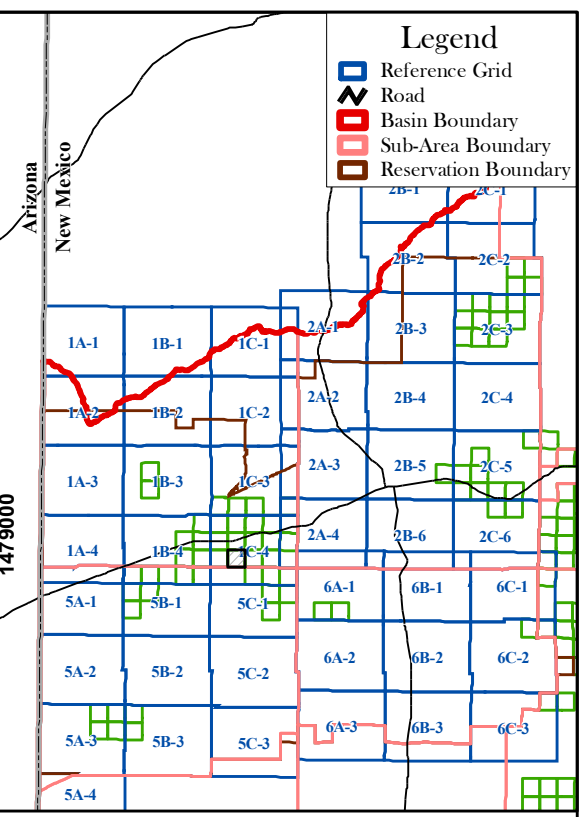 Legend
Reference Grid
Road
Basin Boundary
Sub-Area Boundary
Reservation Boundary
Arizona
New Mexico
1479000
2B-1 2C-1
2B-2 2C-2
2A-1 2B-3 2C-3
1A-1 1B-1 1C-1
2A-2 2B-4 2C-4
1A-2 1B-2 1C-2
2A-3 2B-5 2C-5
1A-3 1B-3 1C-3
2A-4 2B-6 2C-6
1A-4 1B-4 1C-4
6A-1 6B-1 6C-1
5A-1 5B-1 5C-1
6A-2 6B-2 6C-2
5A-2 5B-2 5C-2
6A-3 6B-3 6C-3
5A-3 5B-3 5C-3
5A-4